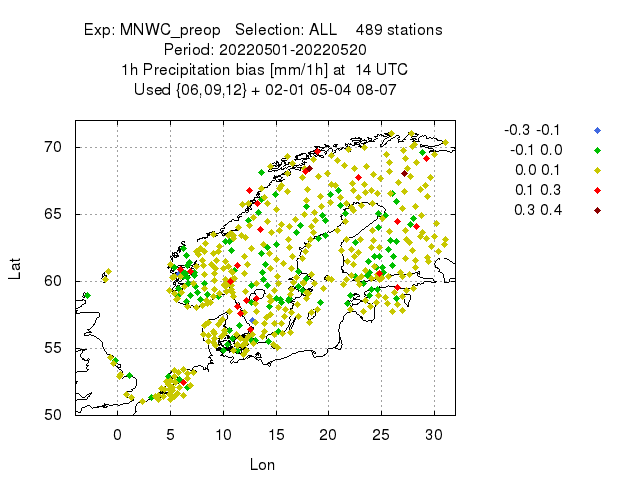 Exp: MNWC_preop   Selection: ALL    489 stations
Period: 20220501-20220520
1h Precipitation bias [mm/1h] at  14 UTC
Used {06,09,12} + 02-01 05-04 08-07
-0.3 -0.1
-0.1 0.0
0.0 0.1
0.1 0.3
0.3 0.4
70
65
60
55
50
Lat
0 5 10 15 20 25 30
Lon